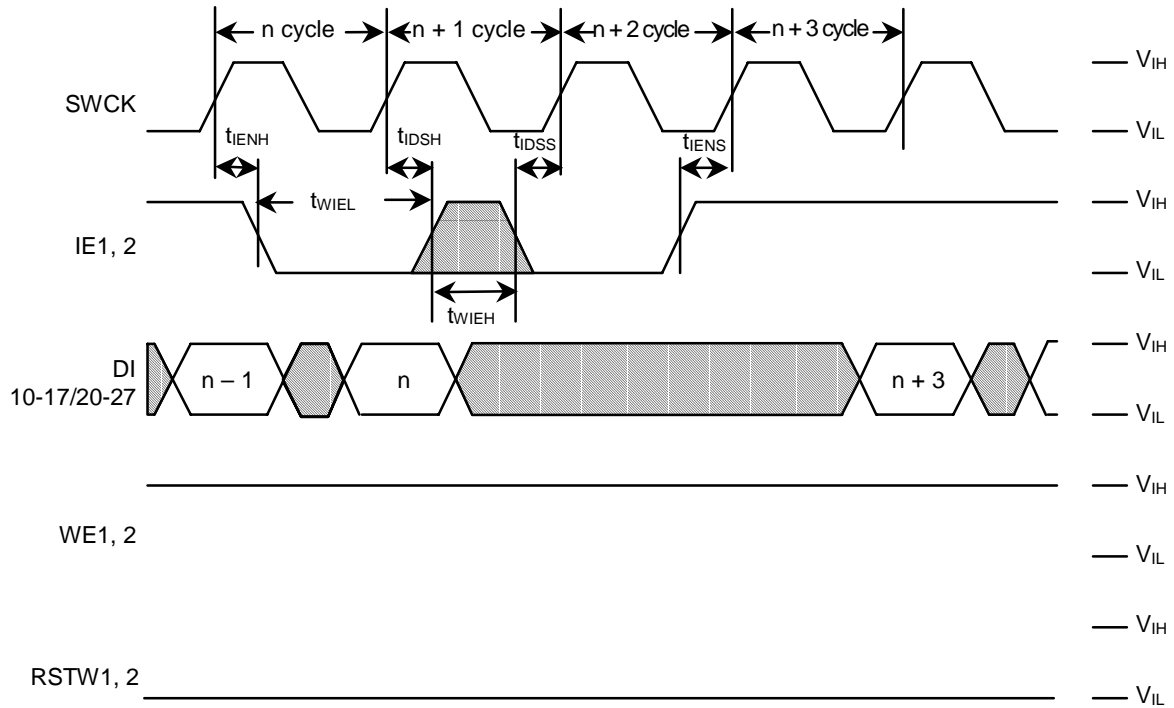 n cycle n + 1 cycle n + 2 cycle n + 3 cycle
VIH
SWCK
VIL
tIENH tIDSH tIDSS tIENS
tWIEL
VIH
IE1, 2
VIL
tWIEH
VIH
DI
10-17/20-27
n – 1 n n + 3
VIL
VIH
WE1, 2
VIL
VIH
RSTW1, 2
VIL